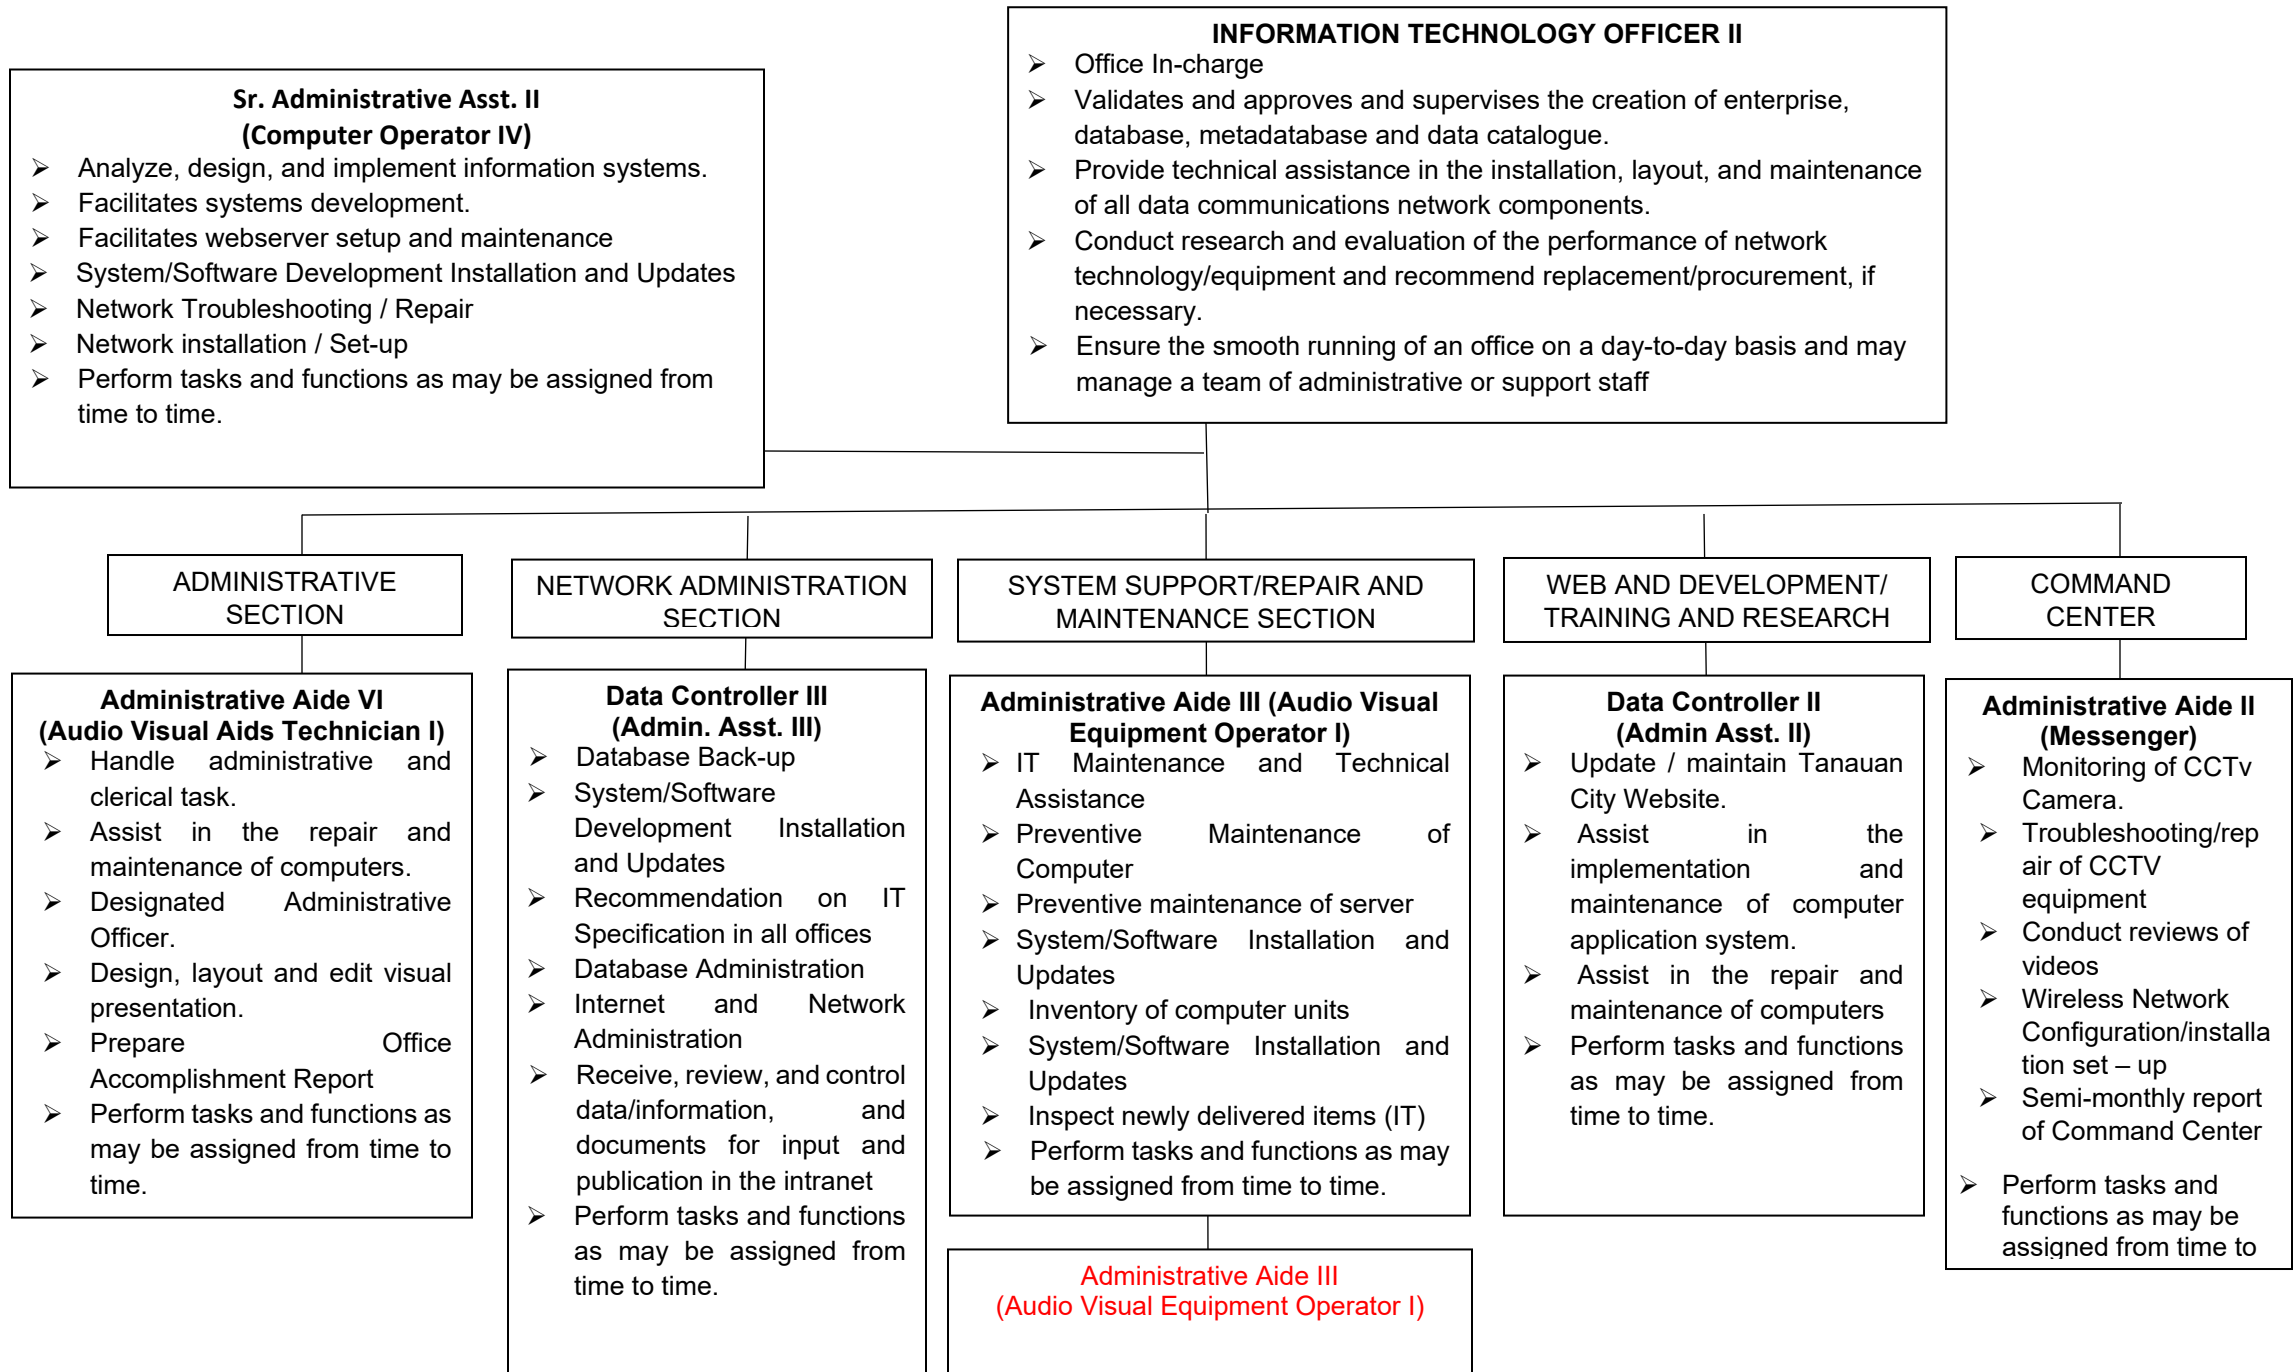 INFORMATION TECHNOLOGY OFFICER II
➢ Office In-charge
➢ Validates and approves and supervises the creation of enterprise,
database, metadatabase and data catalogue.
➢ Provide technical assistance in the installation, layout, and maintenance
of all data communications network components.
➢ Conduct research and evaluation of the performance of network
technology/equipment and recommend replacement/procurement, if
necessary.
➢ Ensure the smooth running of an office on a day-to-day basis and may
manage a team of administrative or support staff
Sr. Administrative Asst. II
(Computer Operator IV)
➢ Analyze, design, and implement information systems.
➢ Facilitates systems development.
➢ Facilitates webserver setup and maintenance
➢ System/Software Development Installation and Updates
➢ Network Troubleshooting / Repair
➢ Network installation / Set-up
➢ Perform tasks and functions as may be assigned from
time to time.
ADMINISTRATIVE
SECTION
NETWORK ADMINISTRATION
SECTION
SYSTEM SUPPORT/REPAIR AND
MAINTENANCE SECTION
WEB AND DEVELOPMENT/
TRAINING AND RESEARCH
COMMAND
CENTER
Administrative Aide VI
(Audio Visual Aids Technician I)
➢ Handle administrative and
clerical task.
➢ Assist in the repair and
maintenance of computers.
➢ Designated Administrative
Officer.
➢ Design, layout and edit visual
presentation.
➢ Prepare Office
Accomplishment Report
➢ Perform tasks and functions as
may be assigned from time to
time.
Data Controller III
(Admin. Asst. III)
➢ Database Back-up
➢ System/Software
Development Installation
and Updates
➢ Recommendation on IT
Specification in all offices
➢ Database Administration
➢ Internet and Network
Administration
➢ Receive, review, and control
data/information, and
documents for input and
publication in the intranet
➢ Perform tasks and functions
as may be assigned from
time to time.
Administrative Aide III (Audio Visual
Equipment Operator I)
➢ IT Maintenance and Technical
Assistance
➢ Preventive Maintenance of
Computer
➢ Preventive maintenance of server
➢ System/Software Installation and
Updates
➢ Inventory of computer units
➢ System/Software Installation and
Updates
➢ Inspect newly delivered items (IT)
➢ Perform tasks and functions as may
be assigned from time to time.
Administrative Aide III
(Audio Visual Equipment Operator I)
Data Controller II
(Admin Asst. II)
➢ Update / maintain Tanauan
City Website.
➢ Assist in the
implementation and
maintenance of computer
application system.
➢ Assist in the repair and
maintenance of computers
➢ Perform tasks and functions
as may be assigned from
time to time.
Administrative Aide II
(Messenger)
➢ Monitoring of CCTv
Camera.
➢ Troubleshooting/rep
air of CCTV
equipment
➢ Conduct reviews of
videos
➢ Wireless Network
Configuration/installa
tion set – up
➢ Semi-monthly report
of Command Center
➢ Perform tasks and
functions as may be
assigned from time to